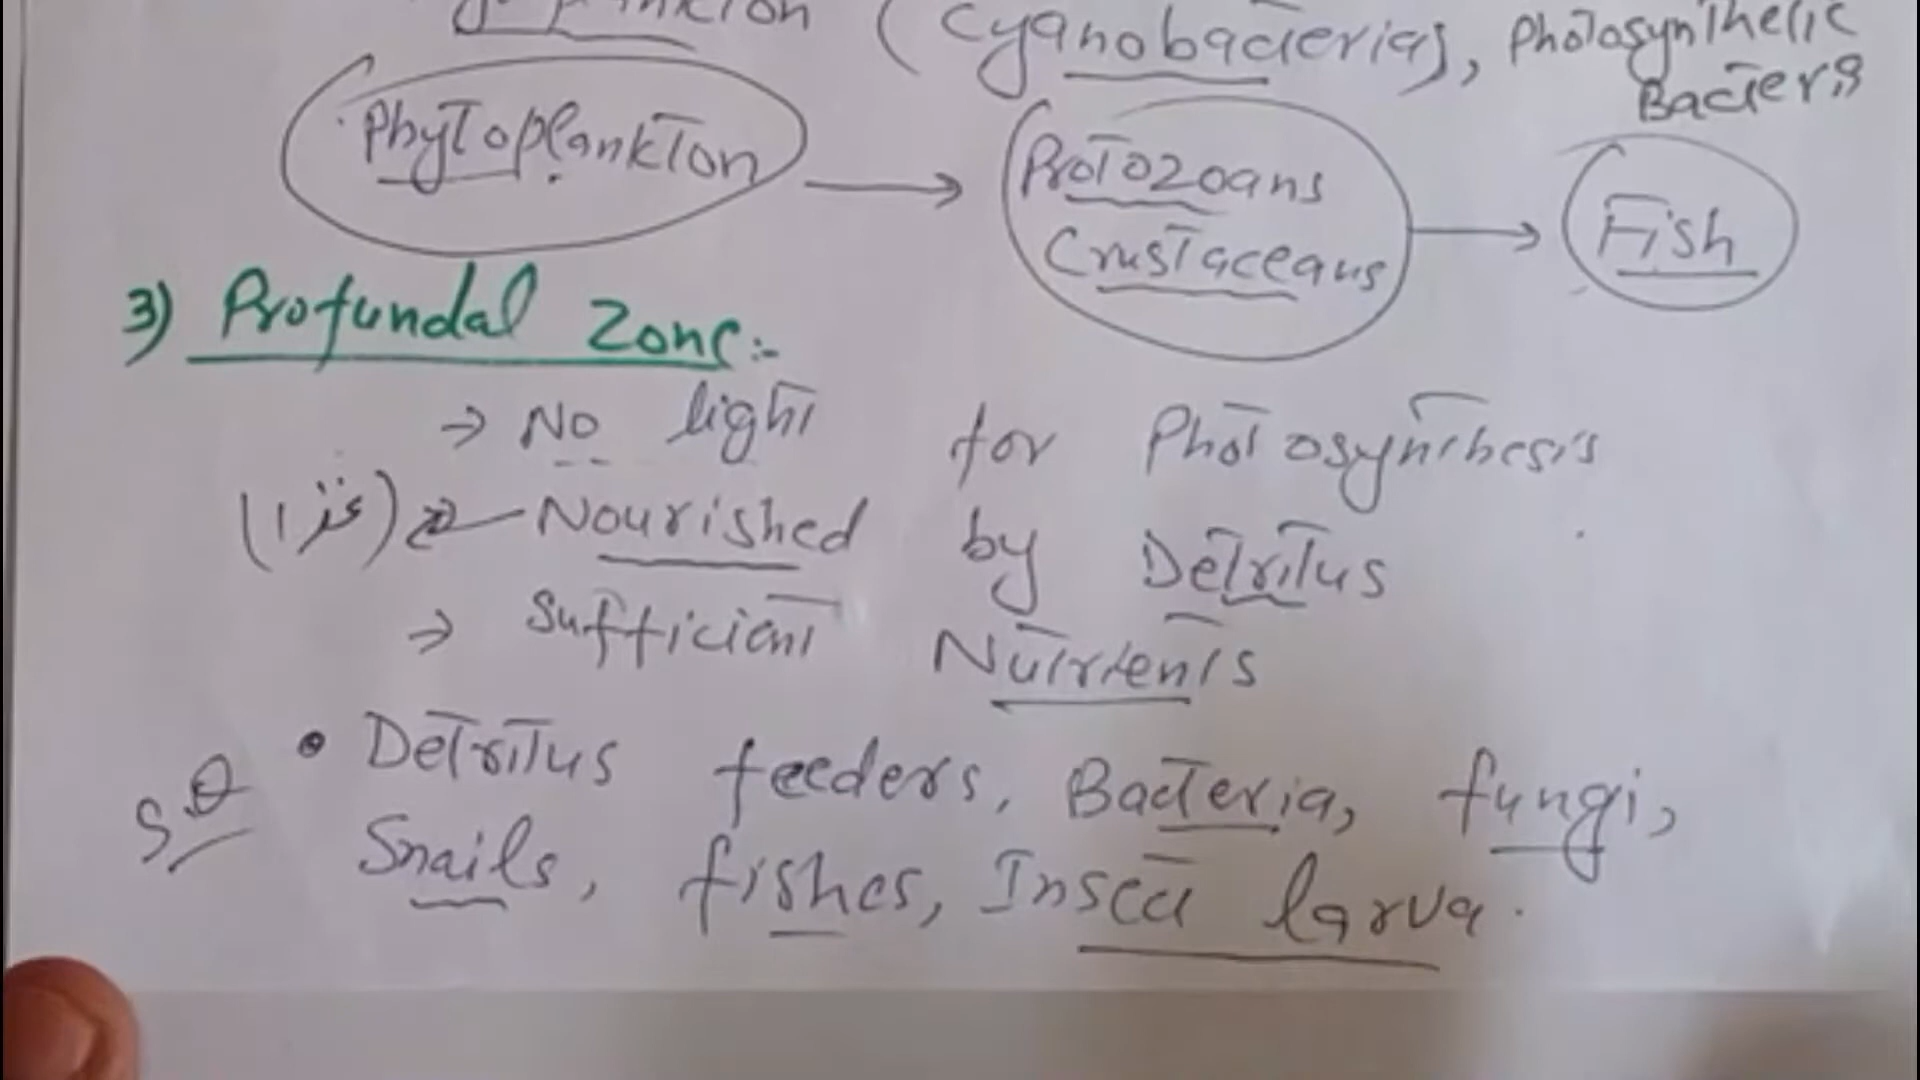 (Cyanobacterias, Photosynthetic
Bacteria
Phytoplankton → Protozoans → Fish
Crustaceans
3) Profundal Zone:-
→ No light for Photosynthesis
(غذا) Nourished by Detritus
→ Sufficient Nutrients
• Detritus feeders, Bacteria, fungi,
SQ
Snails, fishes, Insect larva.